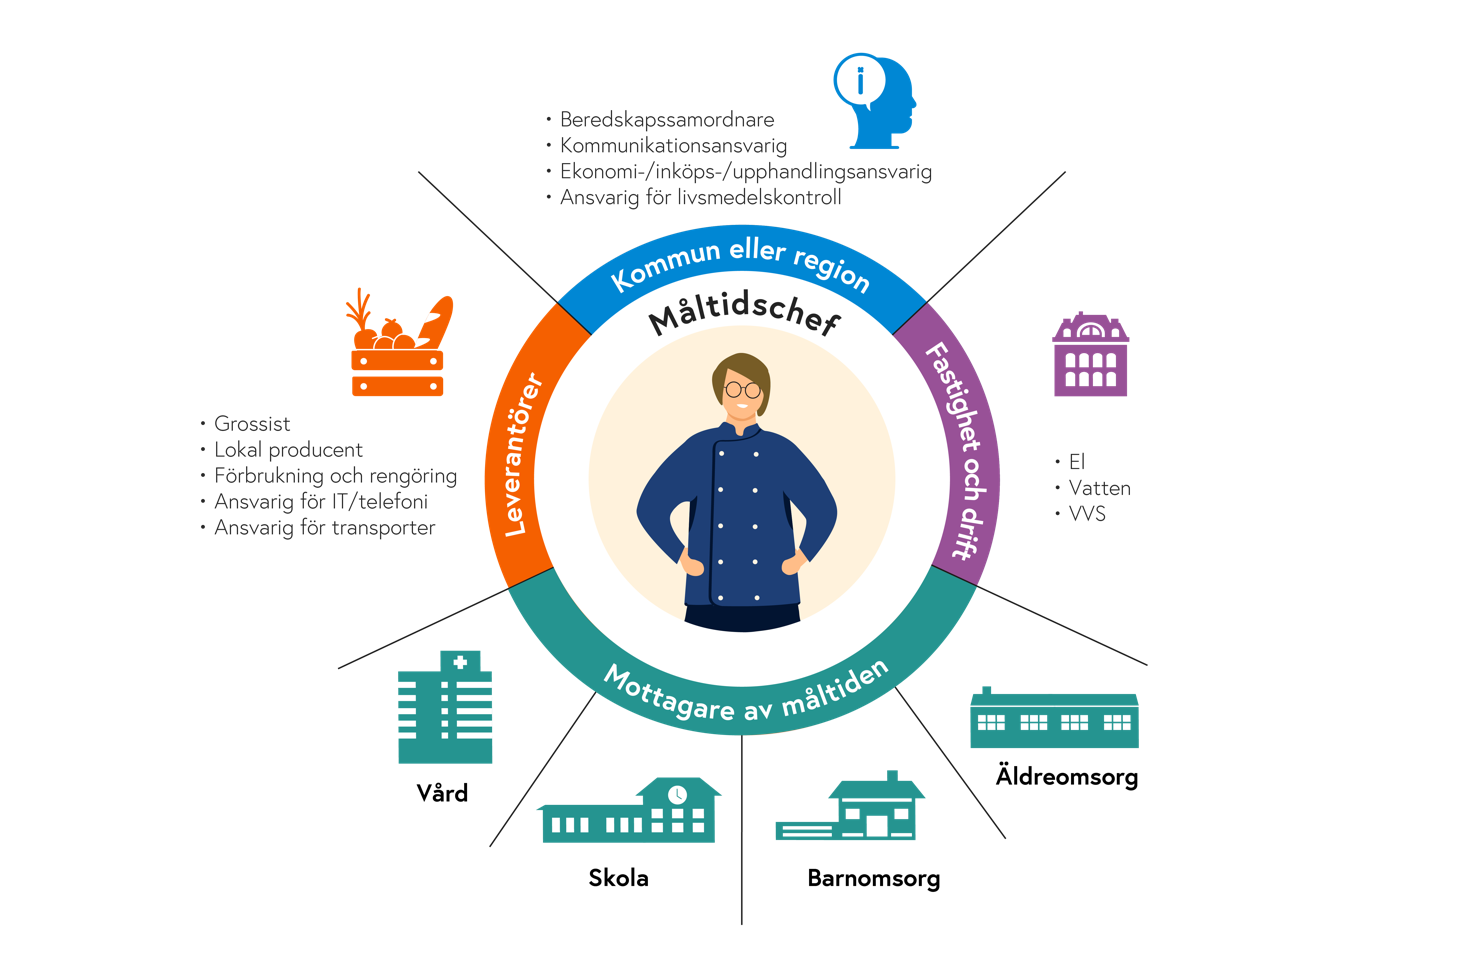 • Beredskapssamordnare
• Kommunikationsansvarig
• Ekonomi-/inköps-/upphandlingsansvarig
• Ansvarig för livsmedelskontroll
Kommun eller region
Måltidschef
Leverantörer
• Grossist
• Lokal producent
• Förbrukning och rengöring
• Ansvarig för IT/telefoni
• Ansvarig för transporter
Fastighet och drift
• El
• Vatten
• VVS
Mottagare av måltiden
Vård
Skola
Barnomsorg
Äldreomsorg